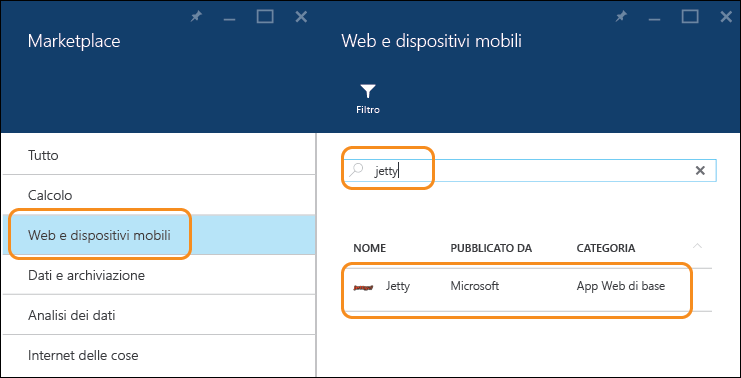 Marketplace
Tutto
Calcolo
Web e dispositivi mobili
Dati e archiviazione
Analisi dei dati
Internet delle cose
Web e dispositivi mobili
Filtro
jetty
NOME PUBBLICATO DA CATEGORIA
Jetty Microsoft App Web di base